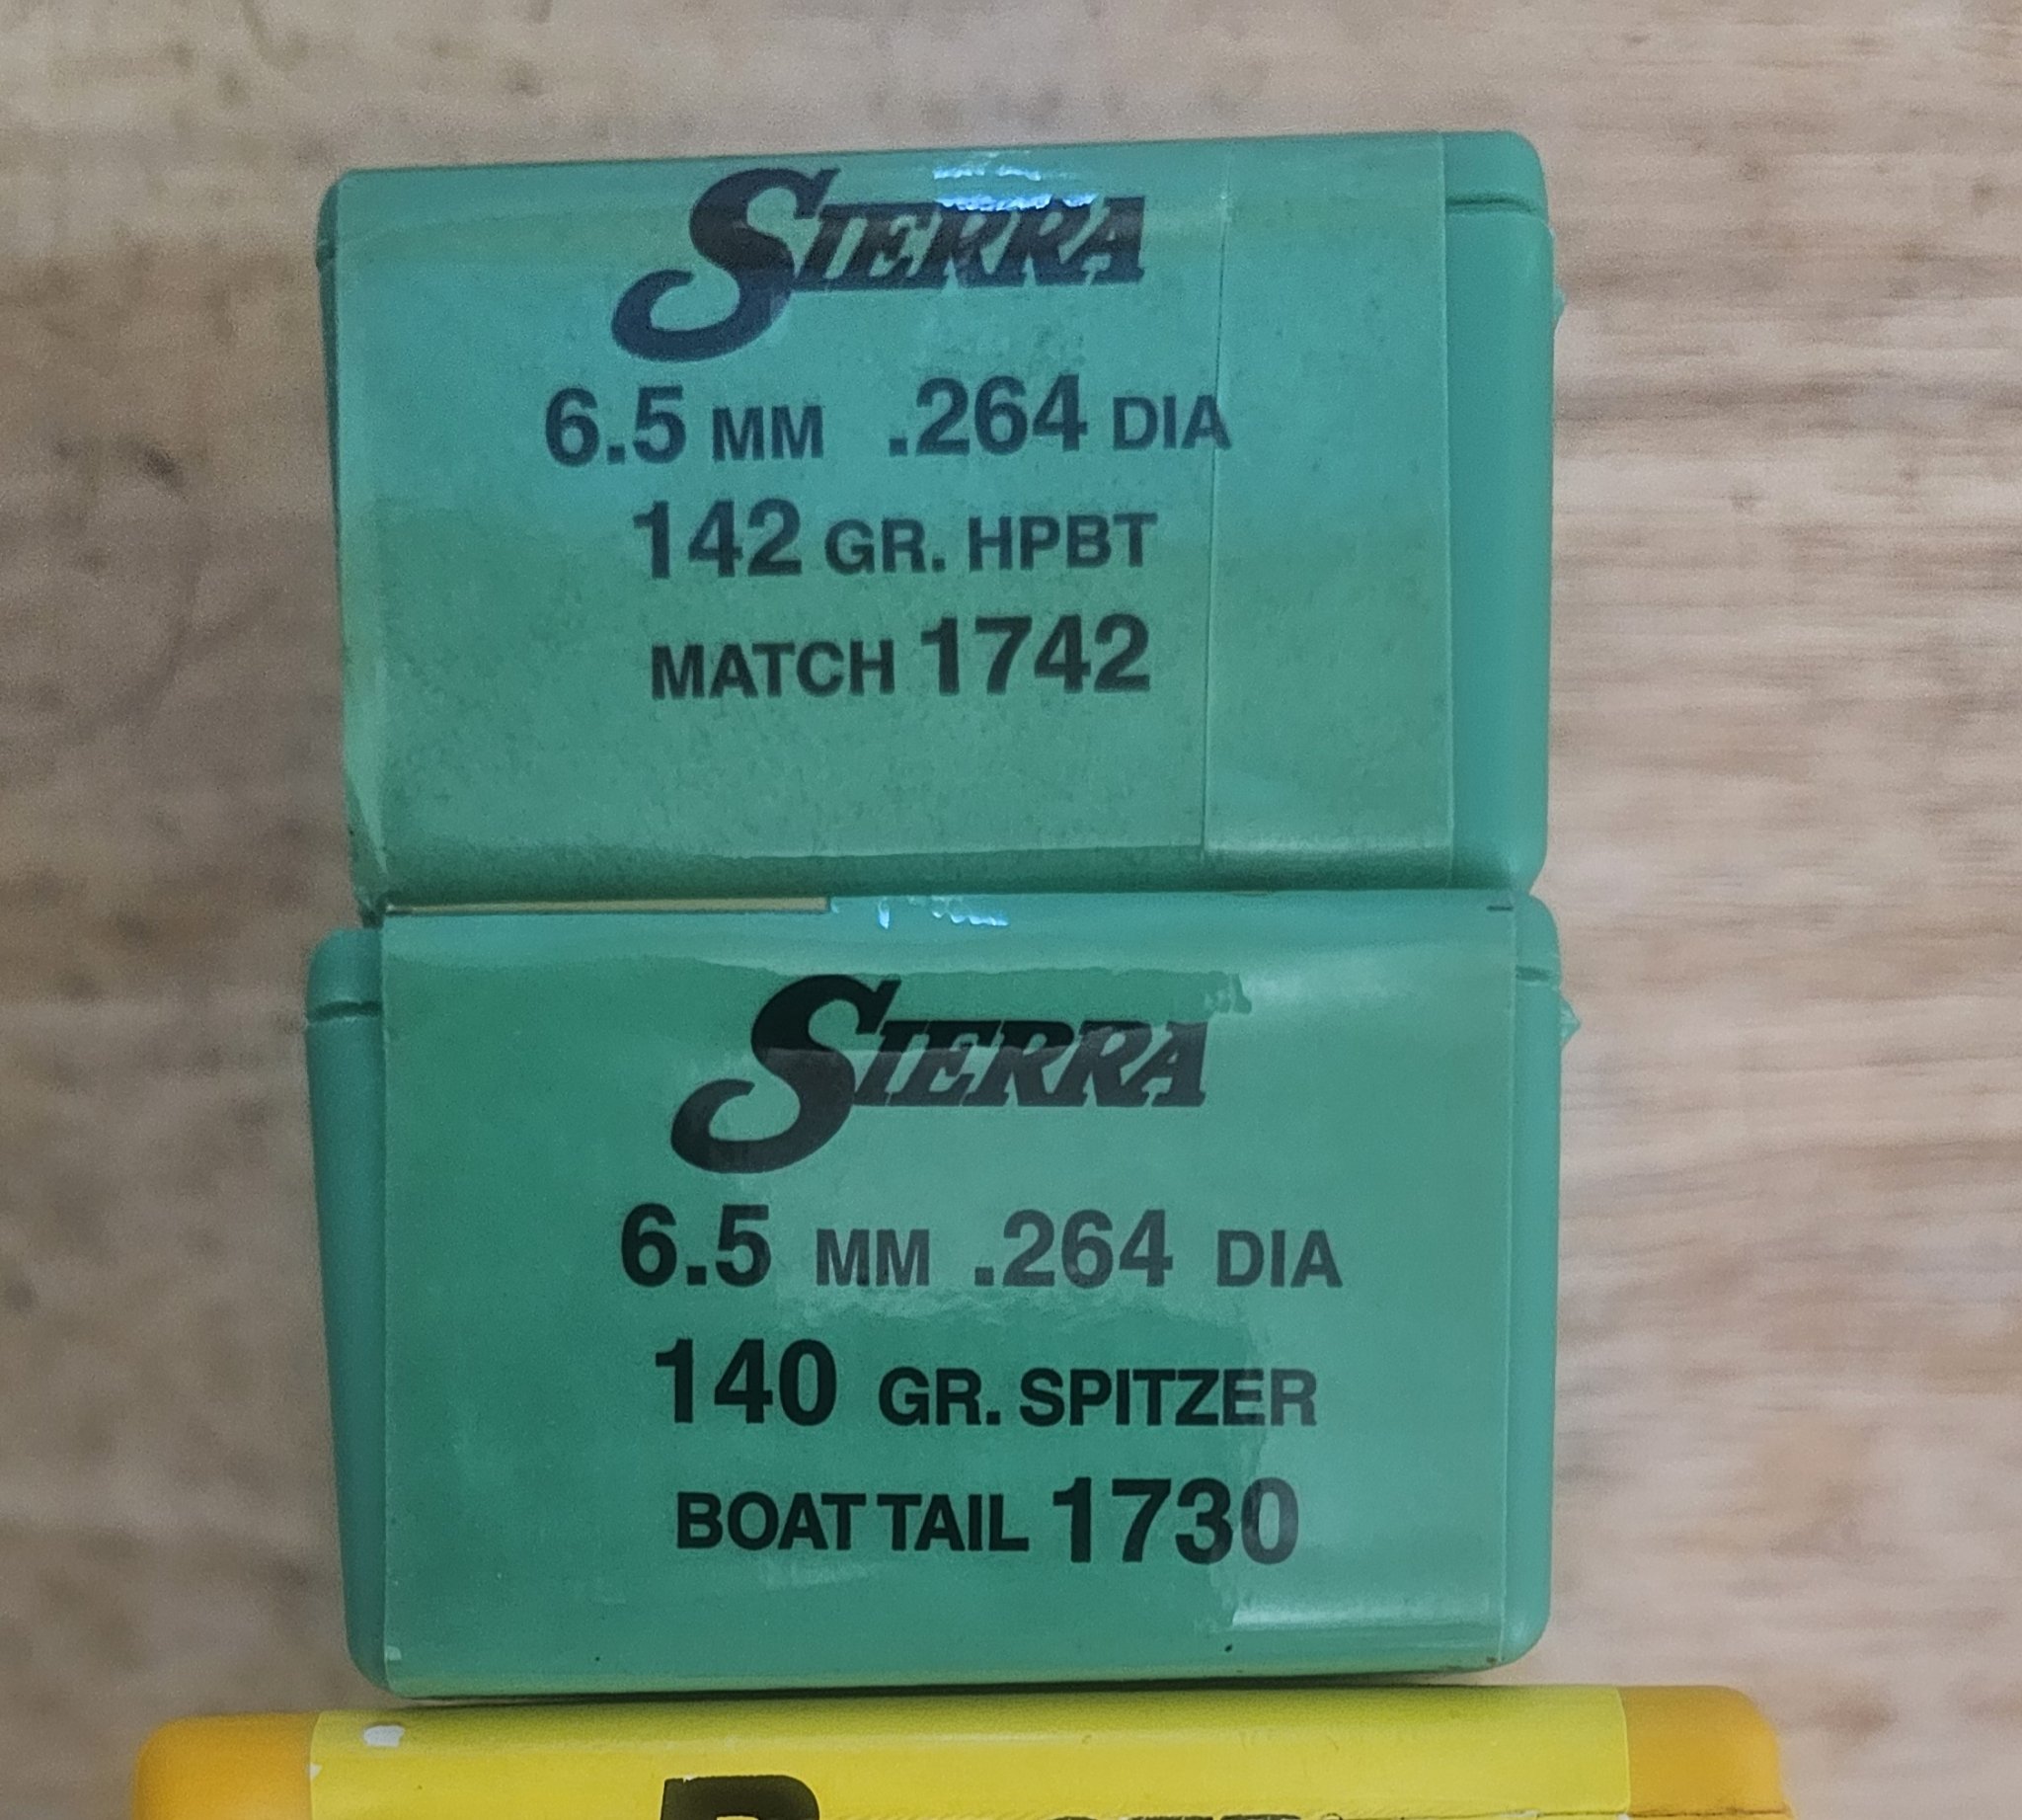 SIERRA
6.5 MM .264 DIA
142 GR. HPBT
MATCH 1742
SIERRA
6.5 MM .264 DIA
140 GR. SPITZER
BOAT TAIL 1730